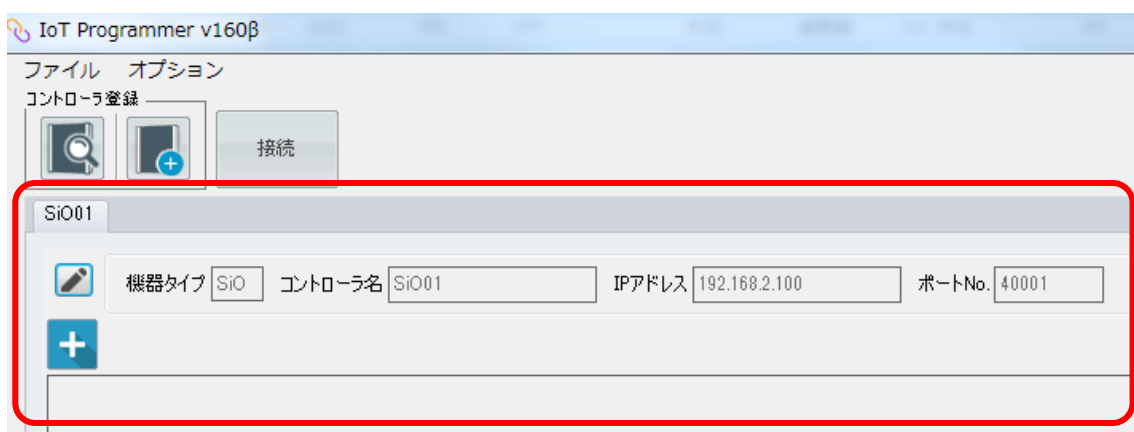 IoT Programmer v160β
ファイル オプション
コントローラ登録
接続
SiO01
機器タイプ SiO コントローラ名 SiO01 IPアドレス 192.168.2.100 ポートNo. 40001